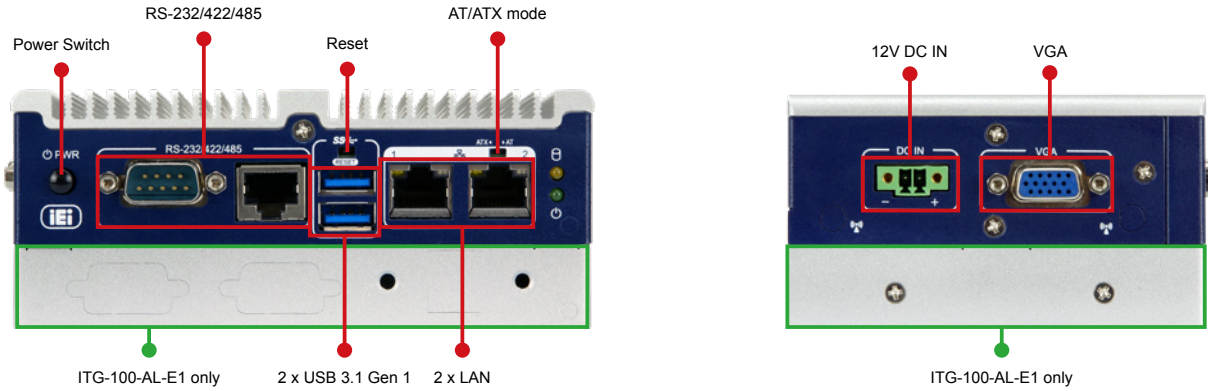 RS-232/422/485
AT/ATX mode
Power Switch
Reset
12V DC IN
VGA
SS
ATX
AT
PWR
RS-232/422/485
RESET
1
2
iEi
DC IN
VGA
- +
ITG-100-AL-E1 only
2 x USB 3.1 Gen 1
2 x LAN
ITG-100-AL-E1 only